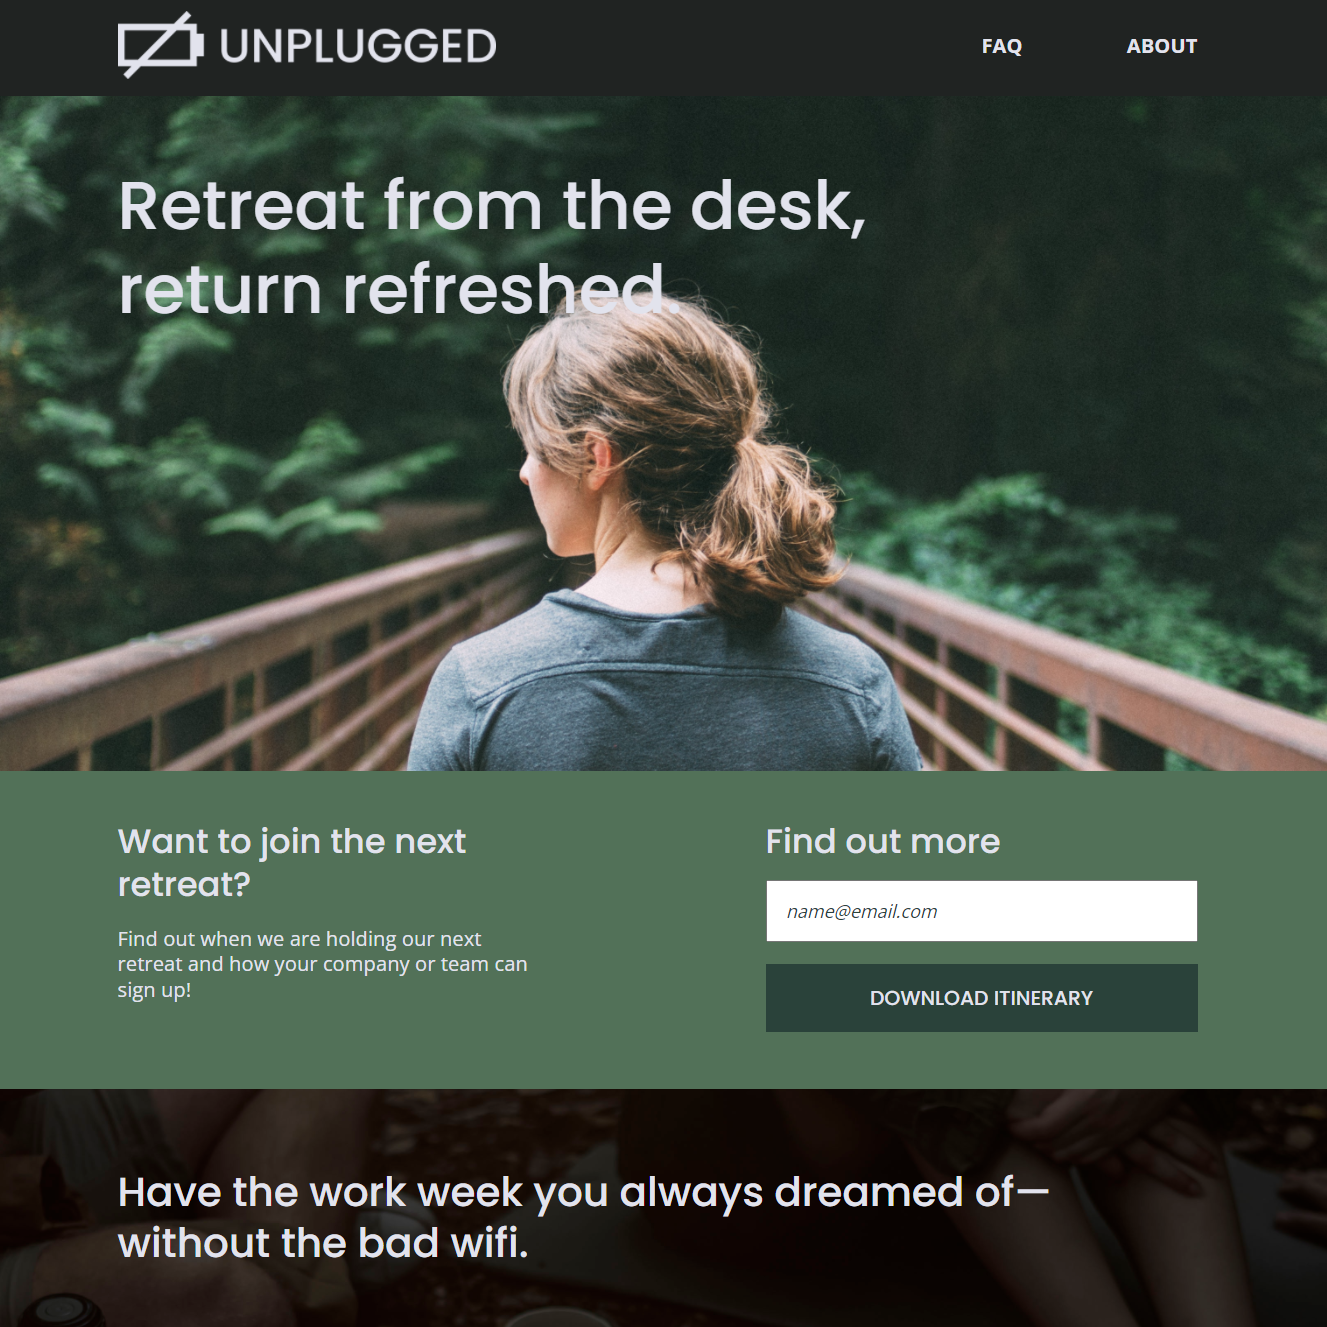 UNPLUGGED
FAQ
ABOUT
Retreat from the desk,
return refreshed.
Want to join the next
retreat?
Find out when we are holding our next
retreat and how your company or team can
sign up!
Find out more
name@email.com
DOWNLOAD ITINERARY
Have the work week you always dreamed of—
without the bad wifi.